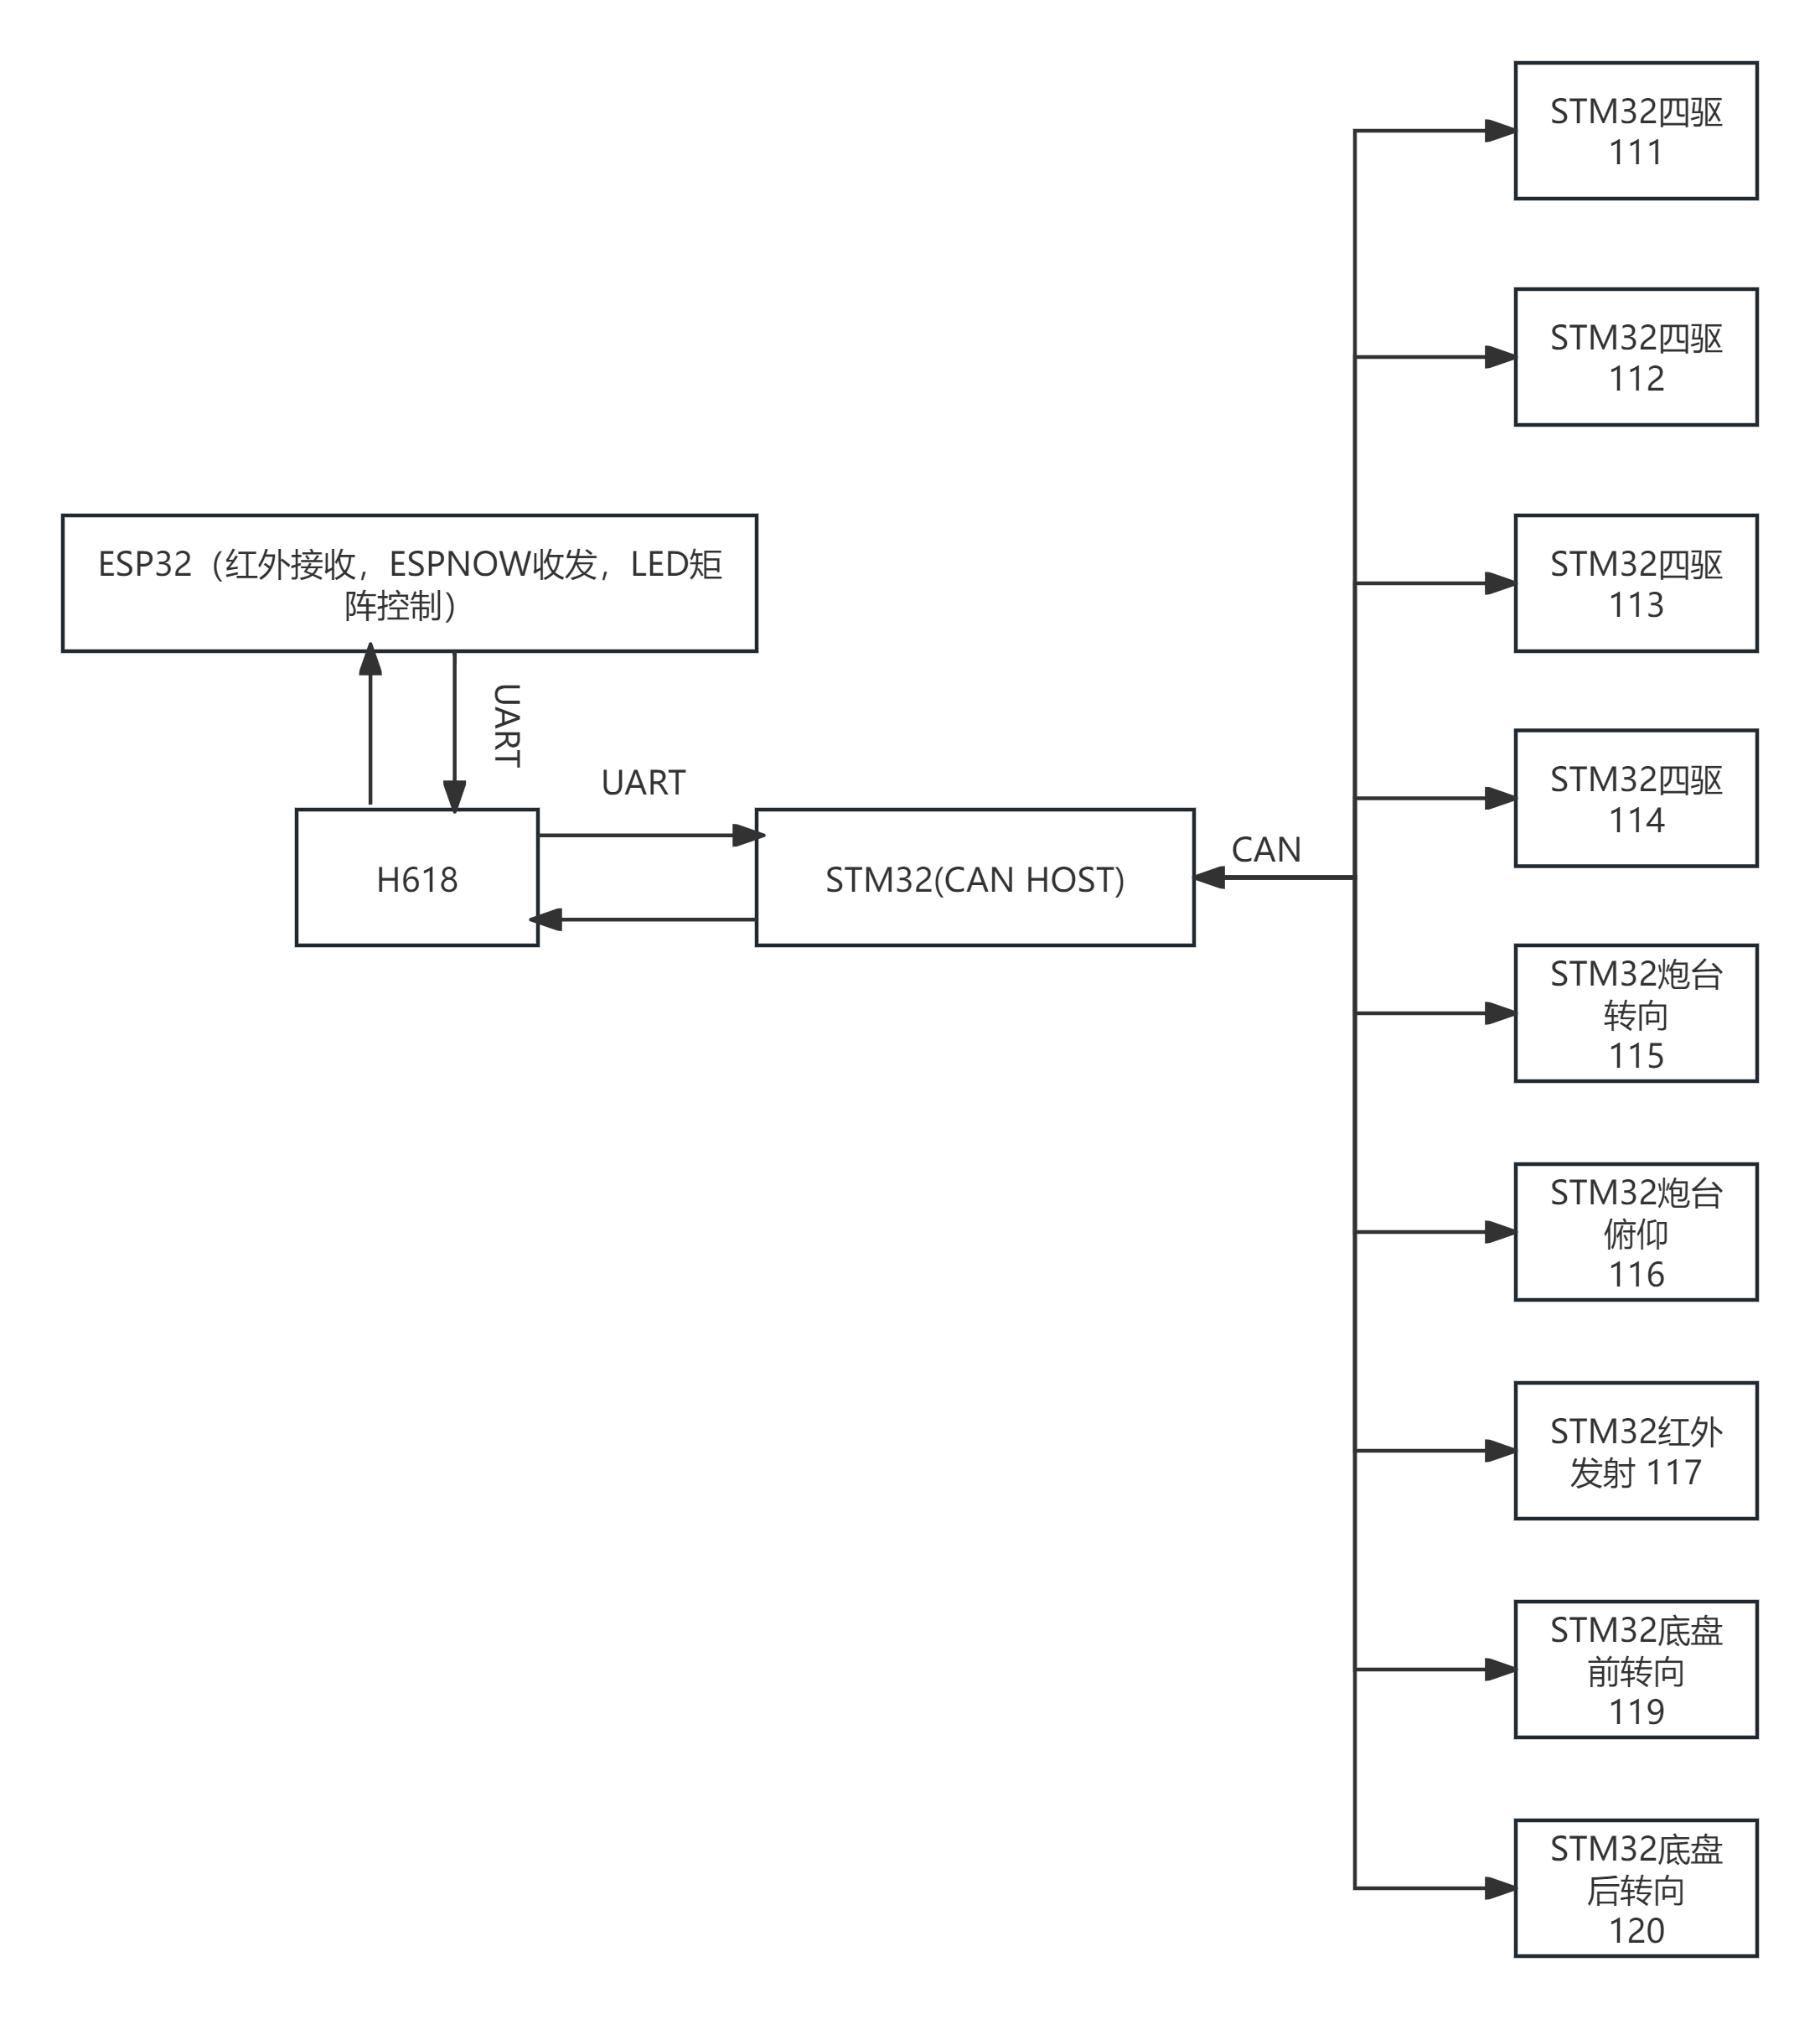 STM32四驱
111
STM32四驱
112
STM32四驱
113
STM32四驱
114
STM32炮台
转向
115
STM32炮台
俯仰
116
STM32红外
发射 117
STM32底盘
前转向
119
STM32底盘
后转向
120
ESP32（红外接收，ESPNOW收发，LED矩
阵控制）
UART
UART
H618
STM32(CAN HOST)
CAN